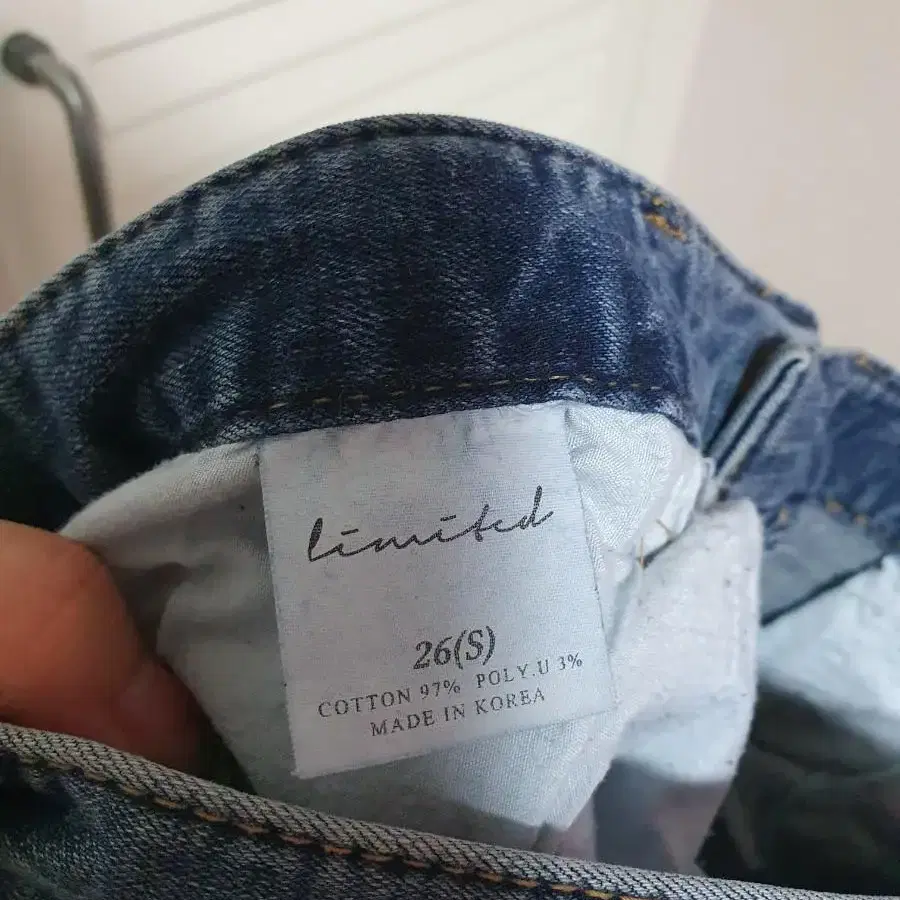 limited
26(S)
COTTON 97% POLY.U 3%
MADE IN KOREA